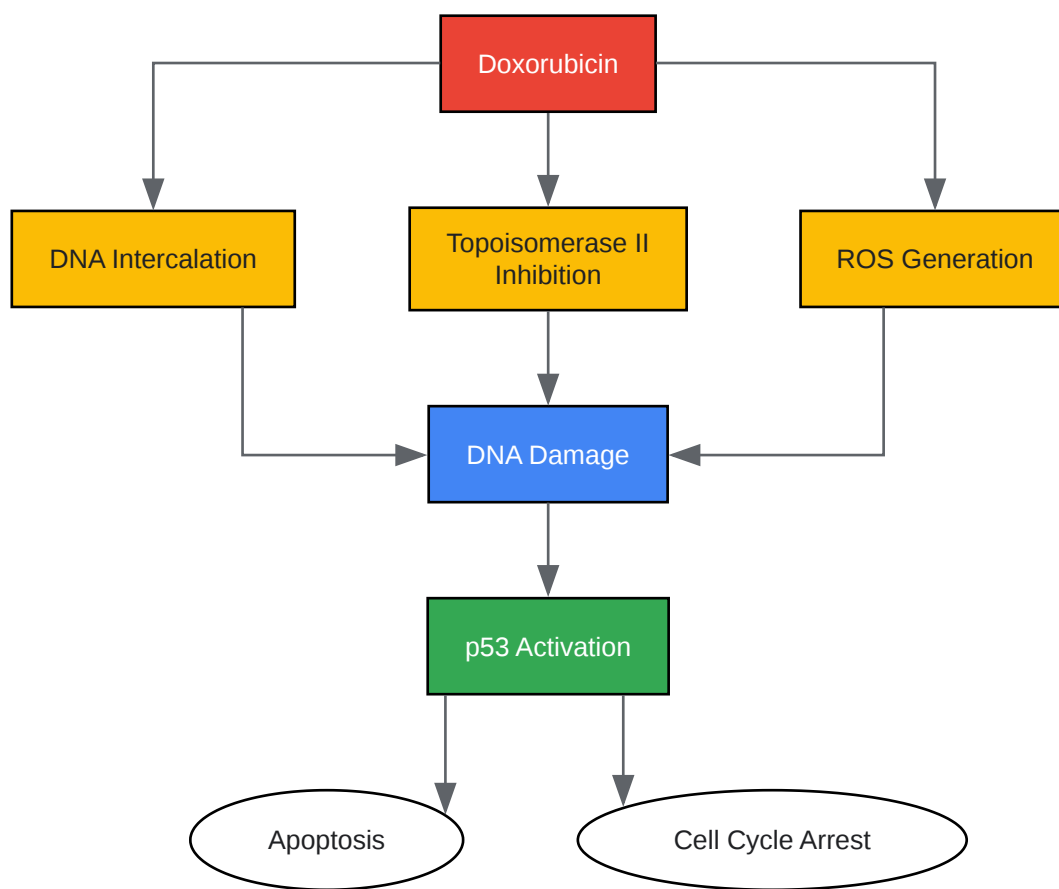 Doxorubicin
DNA Intercalation
Topoisomerase II
Inhibition
ROS Generation
DNA Damage
p53 Activation
Apoptosis
Cell Cycle Arrest